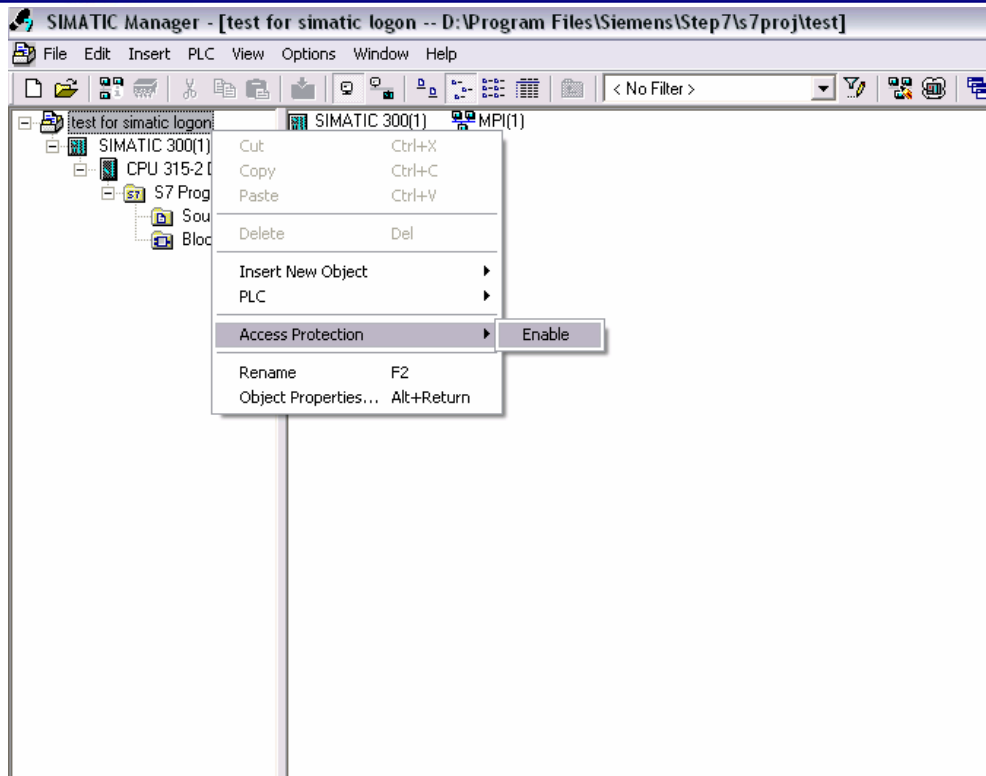 SIMATIC Manager - [test for simatic logon -- D:\Program Files\Siemens\Step7\s7proj\test]
File Edit Insert PLC View Options Window Help
< No Filter >
test for simatic logon
SIMATIC 300(1) MPI(1)
SIMATIC 300(1)
CPU 315-2 D
S7 Prog
Sou
Bloc
Cut Ctrl+X
Copy Ctrl+C
Paste Ctrl+V
Delete Del
Insert New Object
PLC
Access Protection
Enable
Rename F2
Object Properties... Alt+Return